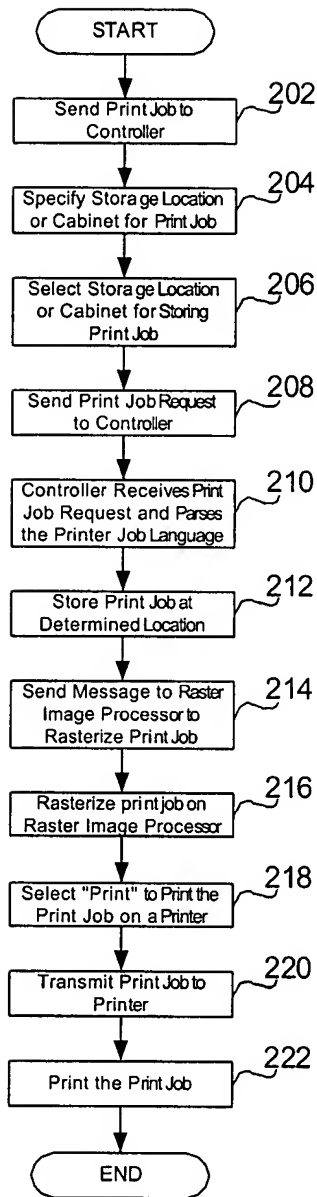 START
202
Send Print Job to
Controller
204
Specify Storage Location
or Cabinet for Print Job
206
Select Storage Location
or Cabinet for Storing
Print Job
208
Send Print Job Request
to Controller
210
Controller Receives Print
Job Request and Parses
the Printer Job Language
212
Store Print Job at
Determined Location
214
Send Message to Raster
Image Processor to
Rasterize Print Job
216
Rasterize print job on
Raster Image Processor
218
Select "Print" to Print the
Print Job on a Printer
220
Transmit Print Job to
Printer
222
Print the Print Job
END